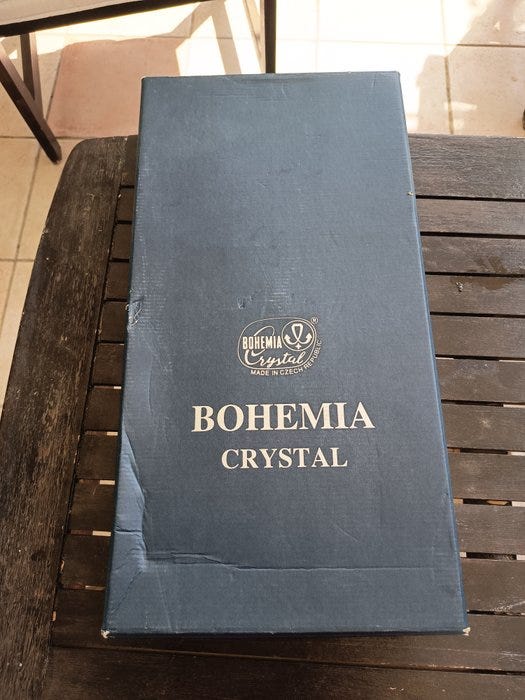 ®
BOHEMIA
Crystal
MADE IN CZECH REPUBLIC
BOHEMIA
CRYSTAL